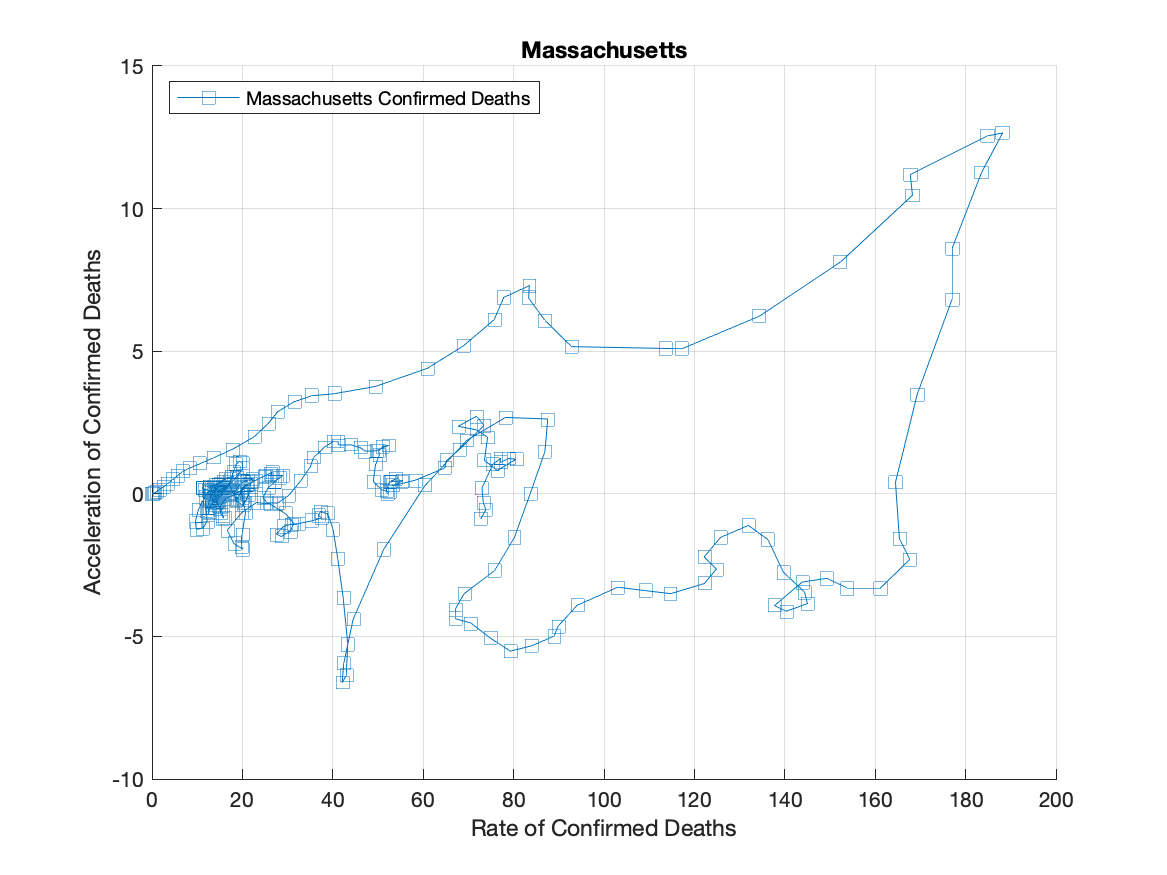 Massachusetts
Massachusetts Confirmed Deaths
15
10
5
0
-5
-10
0 20 40 60 80 100 120 140 160 180 200
Acceleration of Confirmed Deaths
Rate of Confirmed Deaths